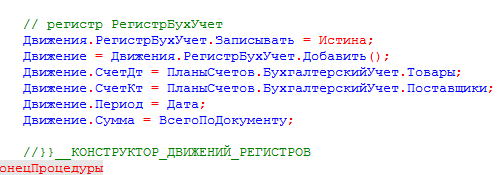 // регистр РегистрБухУчет
Движения.РегистрБухУчет.Записывать = Истина;
Движение = Движения.РегистрБухУчет.Добавить();
Движение.СчетДт = ПланыСчетов.БухгалтерскийУчет.Товары;
Движение.СчетКт = ПланыСчетов.БухгалтерскийУчет.Поставщики;
Движение.Период = Дата;
Движение.Сумма = ВсегоПоДокументу;
//}}__КОНСТРУКТОР_ДВИЖЕНИЙ_РЕГИСТРОВ
онецПроцедуры